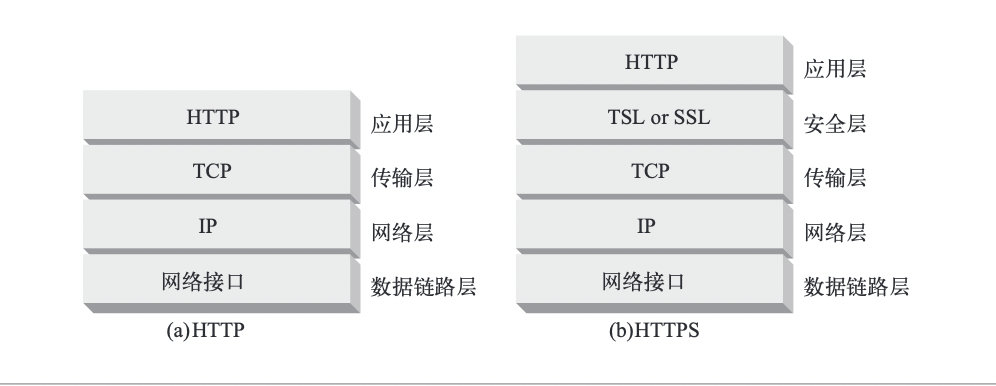 HTTP
应用层
TCP
传输层
IP
网络层
网络接口
数据链路层
(a)HTTP
HTTP
应用层
TSL or SSL
安全层
TCP
传输层
IP
网络层
网络接口
数据链路层
(b)HTTPS